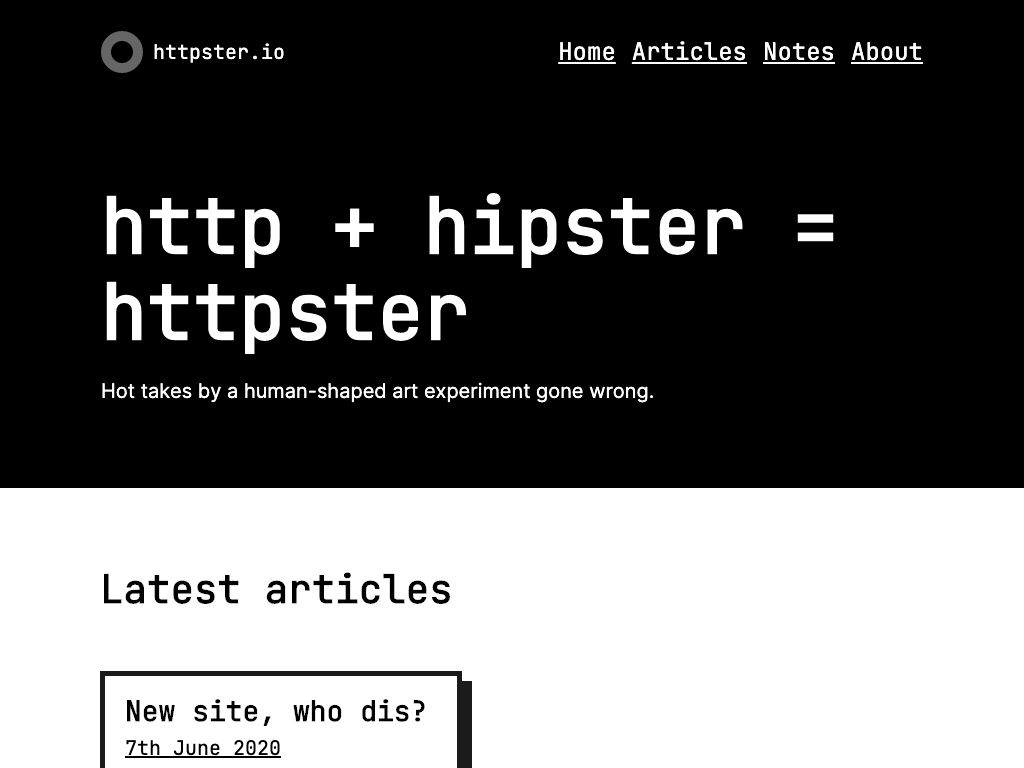 httpster.io
Home Articles Notes About
http + hipster =
httpster
Hot takes by a human-shaped art experiment gone wrong.
Latest articles
New site, who dis?
7th June 2020